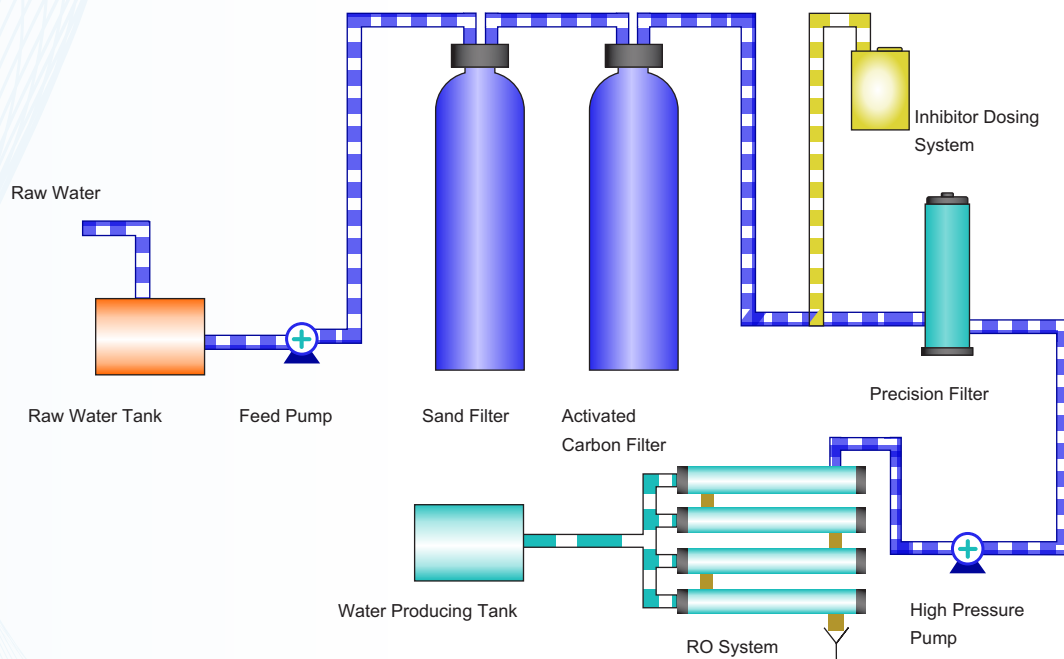 Inhibitor Dosing
System
Raw Water
Precision Filter
Raw Water Tank
Feed Pump
Sand Filter
Activated
Carbon Filter
Water Producing Tank
High Pressure
Pump
RO System